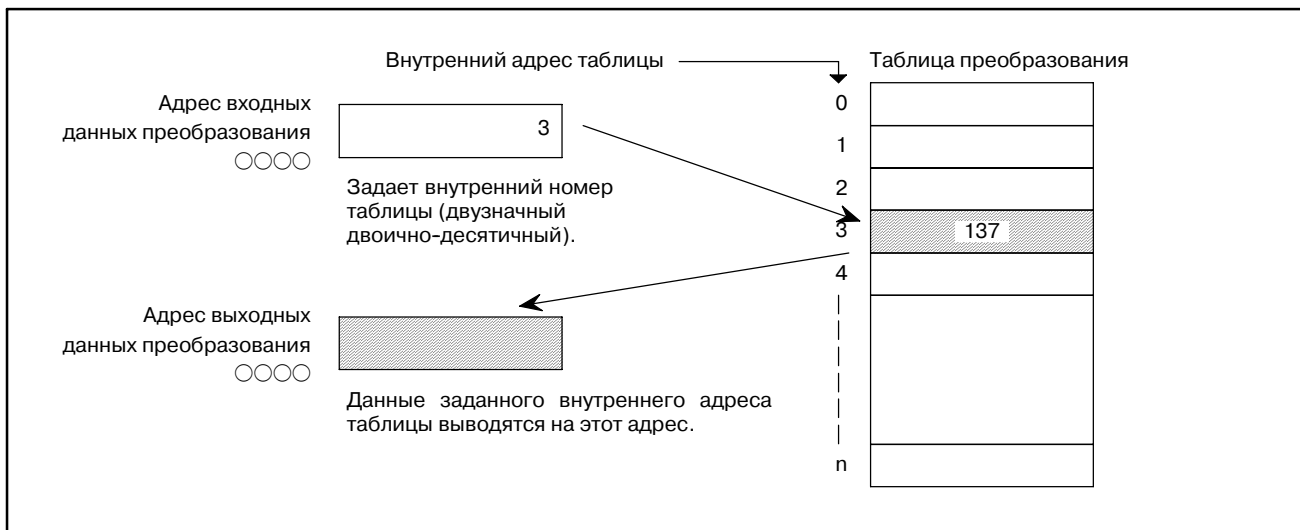 Внутренний адрес таблицы
Таблица преобразования
Адрес входных
данных преобразования
○○○○
3
Задает внутренний номер
таблицы (двузначный
двоично-десятичный).
0
1
2
3
137
4
n
Адрес выходных
данных преобразования
○○○○
Данные заданного внутреннего адреса
таблицы выводятся на этот адрес.